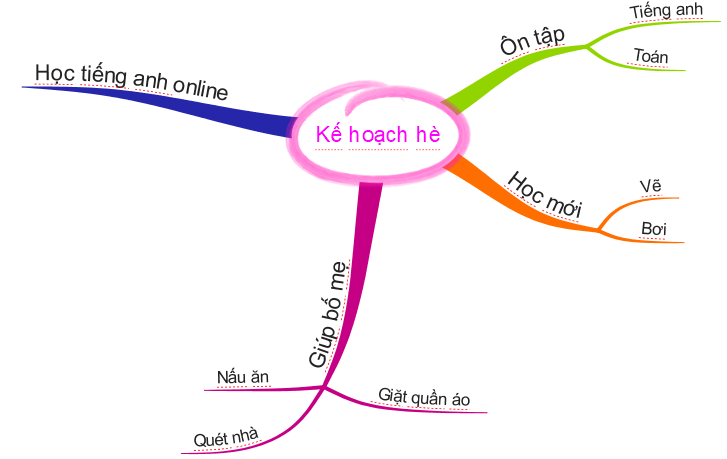 Kế hoạch hè
Ôn tập
Tiếng anh
Toán
Học mới
Vẽ
Bơi
Giúp bố mẹ
Giặt quần áo
Nấu ăn
Quét nhà
Học tiếng anh online